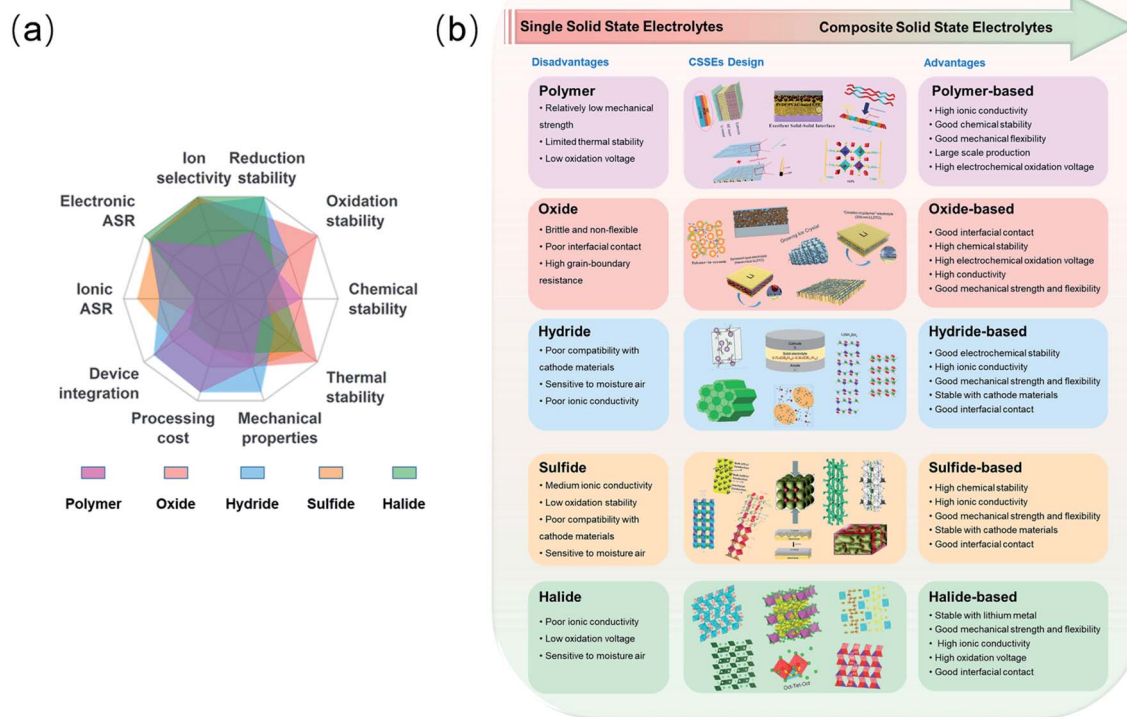 (a)
Ion
selectivity
Reduction
stability
Electronic
ASR
Oxidation
stability
Ionic
ASR
Chemical
stability
Device
integration
Thermal
stability
Processing
cost
Mechanical
properties
Polymer
Oxide
Hydride
Sulfide
Halide
(b)
Single Solid State Electrolytes
Composite Solid State Electrolytes
Disadvantages
CSSEs Design
Advantages
Polymer
• Relatively low mechanical
strength
• Limited thermal stability
• Low oxidation voltage
Excellent Solid-Solid Interface
Polymer-based
• High ionic conductivity
• Good chemical stability
• Good mechanical flexibility
• Large scale production
• High electrochemical oxidation voltage
Oxide
• Brittle and non-flexible
• Poor interfacial contact
• High grain-boundary
resistance
Growing Ice Crystal
Oxide-based
• Good interfacial contact
• High chemical stability
• High electrochemical oxidation voltage
• High conductivity
• Good mechanical strength and flexibility
Hydride
• Poor compatibility with
cathode materials
• Sensitive to moisture air
• Poor ionic conductivity
Cathode
Solid electrolyte
Anode
Hydride-based
• Good electrochemical stability
• High ionic conductivity
• Good mechanical strength and flexibility
• Stable with cathode materials
• Good interfacial contact
Sulfide
• Medium ionic conductivity
• Low oxidation stability
• Poor compatibility with
cathode materials
• Sensitive to moisture air
Sulfide-based
• High chemical stability
• High ionic conductivity
• Good mechanical strength and flexibility
• Stable with cathode materials
• Good interfacial contact
Halide
• Poor ionic conductivity
• Low oxidation voltage
• Sensitive to moisture air
Oct-Tet-Oct
Halide-based
• Stable with lithium metal
• Good mechanical strength and flexibility
• High ionic conductivity
• High oxidation voltage
• Good interfacial contact